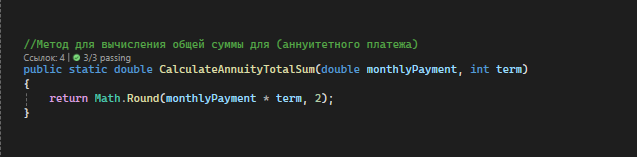 //Метод для вычисления общей суммы для (аннуитетного платежа)
Ссылок: 4 | 3/3 passing
public static double CalculateAnnuityTotalSum(double monthlyPayment, int term)
{
return Math.Round(monthlyPayment * term, 2);
}